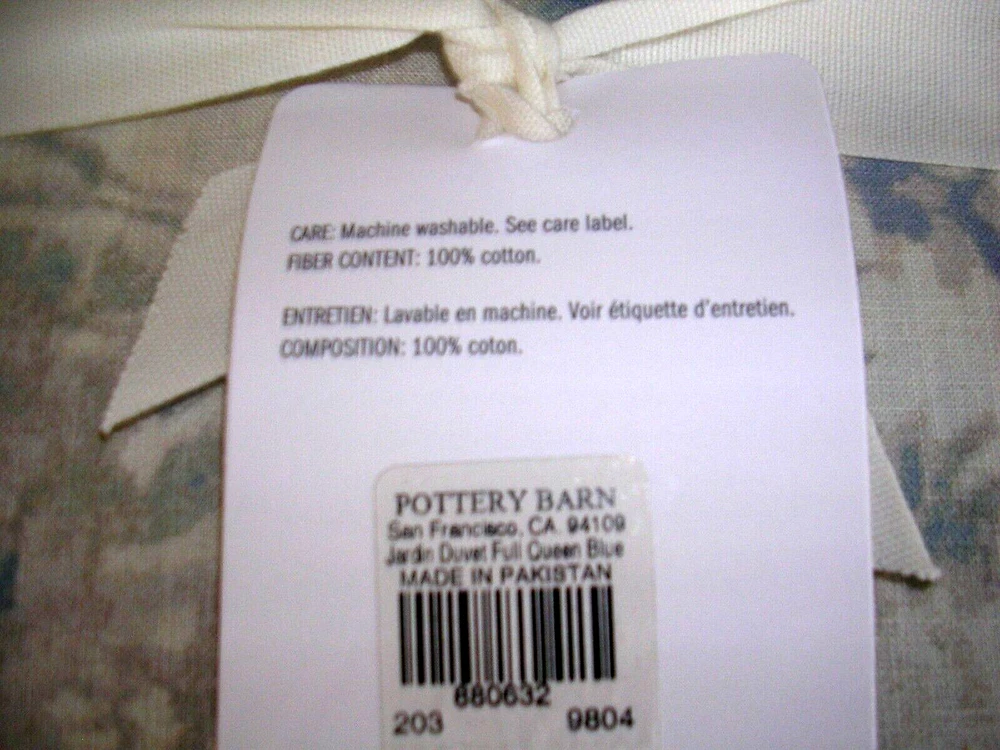 CARE: Machine washable. See care label.
FIBER CONTENT: 100% cotton.
ENTRETIEN: Lavable en machine. Voir étiquette d'entretien.
COMPOSITION: 100% coton.
POTTERY BARN
San Francisco, CA 94109
Jardin Duvet Full Queen Blue
MADE IN PAKISTAN
680632
203 9804